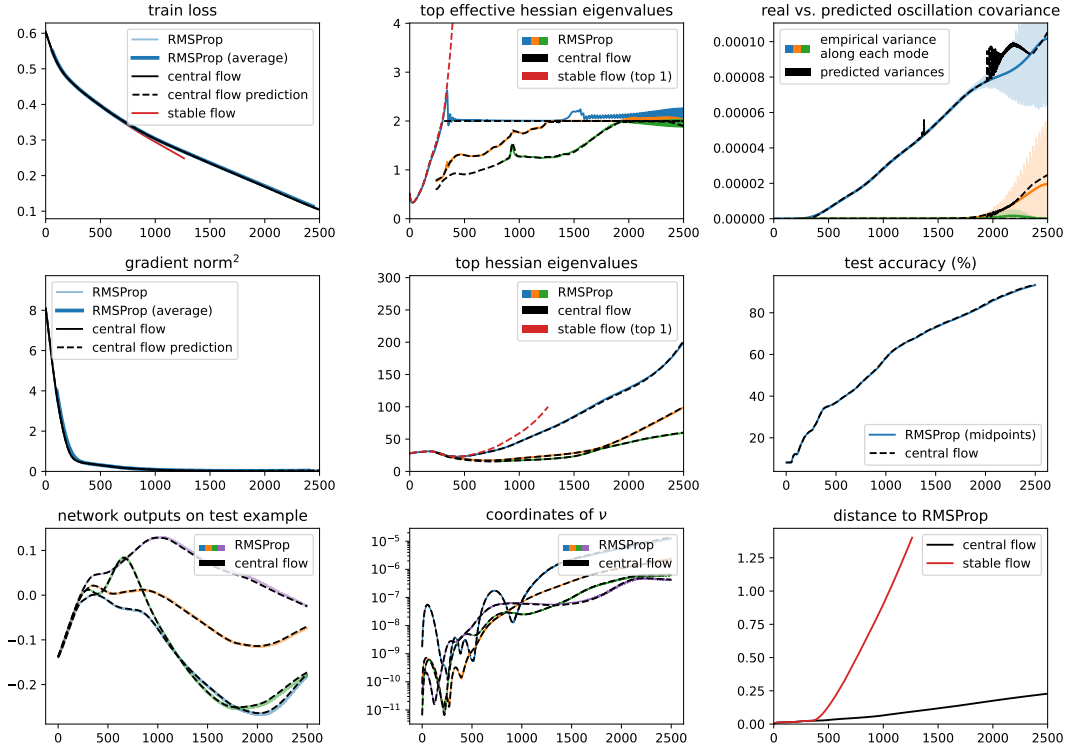 train loss
0.6
0.5
0.4
0.3
0.2
0.1
RMSProp
RMSProp (average)
central flow
central flow prediction
stable flow
0 500 1000 1500 2000 2500
top effective hessian eigenvalues
4
3
2
1
0
RMSProp
central flow
stable flow (top 1)
0 500 1000 1500 2000 2500
real vs. predicted oscillation covariance
0.00010
0.00008
0.00006
0.00004
0.00002
0.00000
empirical variance
along each mode
predicted variances
0 500 1000 1500 2000 2500
gradient norm²
8
6
4
2
0
RMSProp
RMSProp (average)
central flow
central flow prediction
0 500 1000 1500 2000 2500
top hessian eigenvalues
300
250
200
150
100
50
0
RMSProp
central flow
stable flow (top 1)
0 500 1000 1500 2000 2500
test accuracy (%)
80
60
40
20
RMSProp (midpoints)
central flow
0 500 1000 1500 2000 2500
network outputs on test example
0.1
0.0
−0.1
−0.2
RMSProp
central flow
0 500 1000 1500 2000 2500
coordinates of ν
10⁻⁵
10⁻⁶
10⁻⁷
10⁻⁸
10⁻⁹
10⁻¹⁰
10⁻¹¹
RMSProp
central flow
0 500 1000 1500 2000 2500
distance to RMSProp
1.25
1.00
0.75
0.50
0.25
0.00
central flow
stable flow
0 500 1000 1500 2000 2500